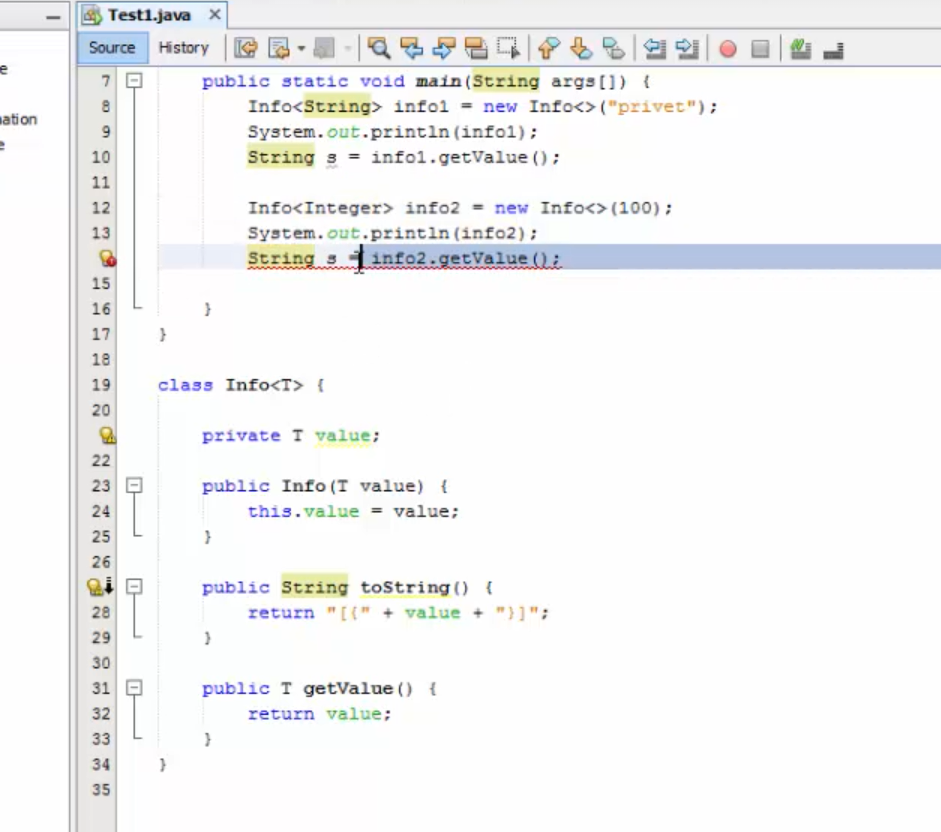 Test1.java
Source History
e
ation
e
7 public static void main(String args[]) {
8 Info<String> info1 = new Info<>("privet");
9 System.out.println(info1);
10 String s = info1.getValue();
11
12 Info<Integer> info2 = new Info<>(100);
13 System.out.println(info2);
String s = info2.getValue();
15
16 }
17 }
18
19 class Info<T> {
20
private T value;
22
23 public Info(T value) {
24 this.value = value;
25 }
26
public String toString() {
28 return "[{" + value + "}]";
29 }
30
31 public T getValue() {
32 return value;
33 }
34 }
35